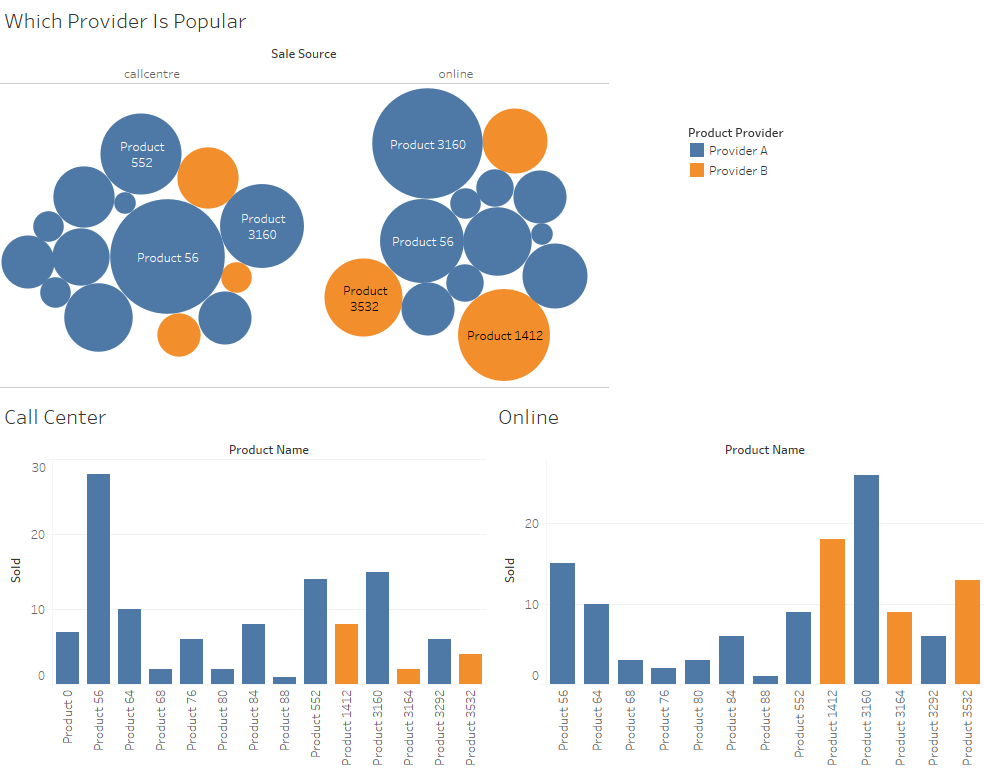 Which Provider Is Popular
Sale Source
callcentre
online
Product
552
Product
3160
Product 56
Product 3160
Product 56
Product
3532
Product 1412
Product Provider
Provider A
Provider B
Call Center
Product Name
Sold
30
20
10
0
Product 0
Product 56
Product 64
Product 68
Product 76
Product 80
Product 84
Product 88
Product 552
Product 1412
Product 3160
Product 3164
Product 3292
Product 3532
Online
Product Name
Sold
20
10
0
Product 56
Product 64
Product 68
Product 76
Product 80
Product 84
Product 88
Product 552
Product 1412
Product 3160
Product 3164
Product 3292
Product 3532